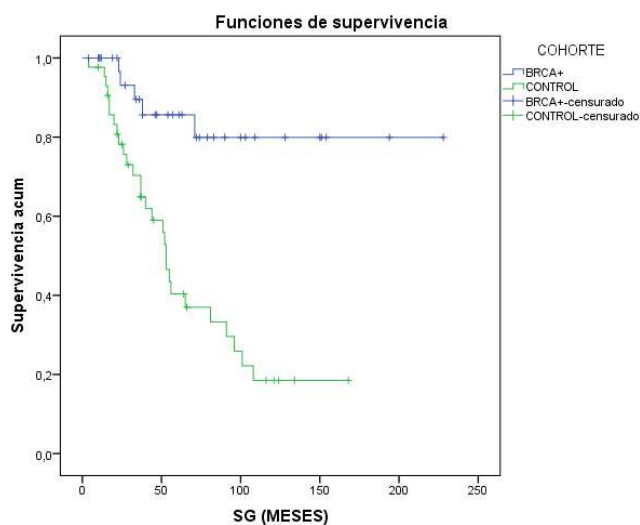 Funciones de supervivencia
COHORTE
BRCA+
CONTROL
BRCA+-censurado
CONTROL-censurado
Supervivencia acum
1,0
0,8
0,6
0,4
0,2
0,0
0
50
100
150
200
250
SG (MESES)